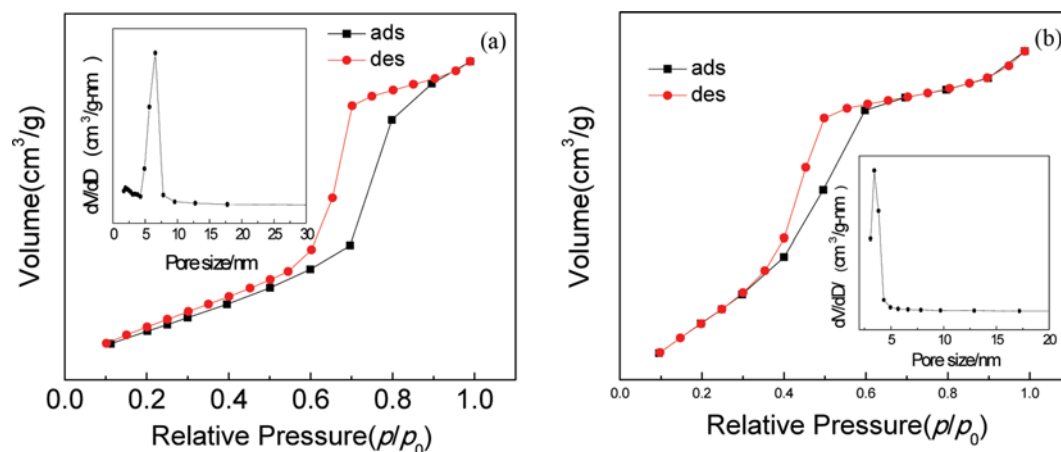 (a)
ads
des
Volume(cm³/g)
dV/dD (cm³/g-nm)
0 5 10 15 20 25 30
Pore size/nm
0.0 0.2 0.4 0.6 0.8 1.0
Relative Pressure(p/p₀)
(b)
ads
des
Volume(cm³/g)
dV/dD/ (cm³/g-nm)
5 10 15 20
Pore size/nm
0.0 0.2 0.4 0.6 0.8 1.0
Relative Pressure(p/p₀)